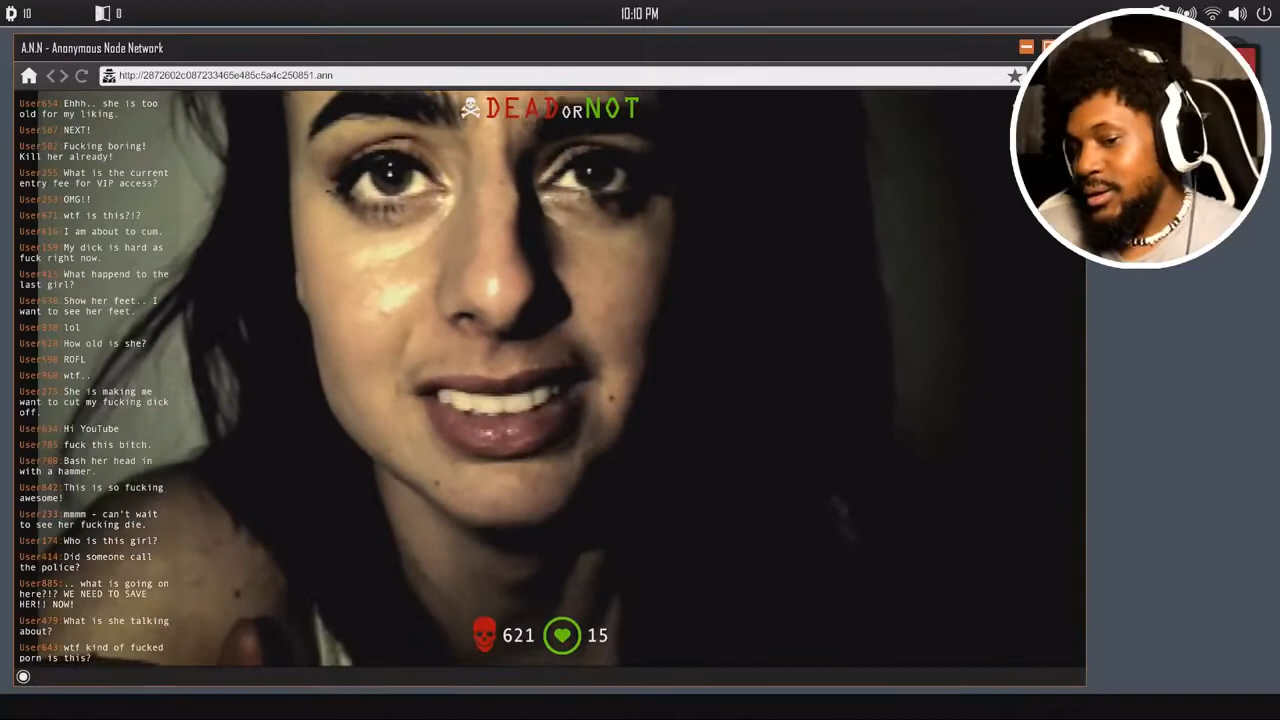 10
0
10:10 PM
A.N.N - Anonymous Node Network
http://2872602c087233465e485c5a4c250851.ann
DEAD OR NOT
User654:Ehhh.. she is too
old for my liking.
User587:NEXT!
User582:Fucking boring!
Kill her already!
User255:What is the current
entry fee for VIP access?
User253:OMG!!
User671:wtf is this?!?
User616:I am about to cum.
User159:My dick is hard as
fuck right now.
User415:What happend to the
last girl?
User638:Show her feet.. I
want to see her feet.
User938:lol
User620:How old is she?
User590:ROFL
User960:wtf..
User275:She is making me
want to cut my fucking dick
off.
User634:Hi YouTube
User785:fuck this bitch.
User700:Bash her head in
with a hammer.
User842:This is so fucking
awesome!
User233:mmmm - can't wait
to see her fucking die.
User174:Who is this girl?
User414:Did someone call
the police?
User885:.. what is going on
here?!? WE NEED TO SAVE
HER!! NOW!
User479:What is she talking
about?
User643:wtf kind of fucked
porn is this?
621
15